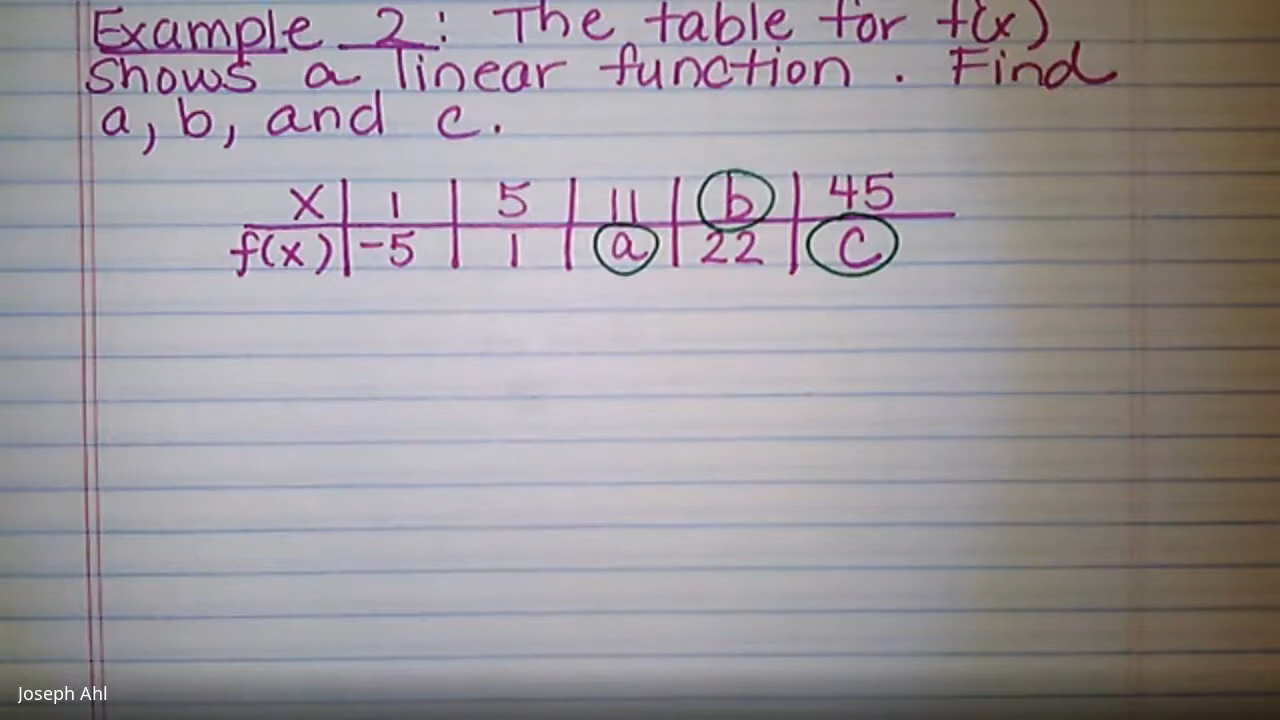 Example 2: The table for f(x)
shows a linear function. Find
a, b, and c.
x | 1 | 5 | 11 | b | 45
f(x) | -5 | 1 | a | 22 | c
Joseph Ahl